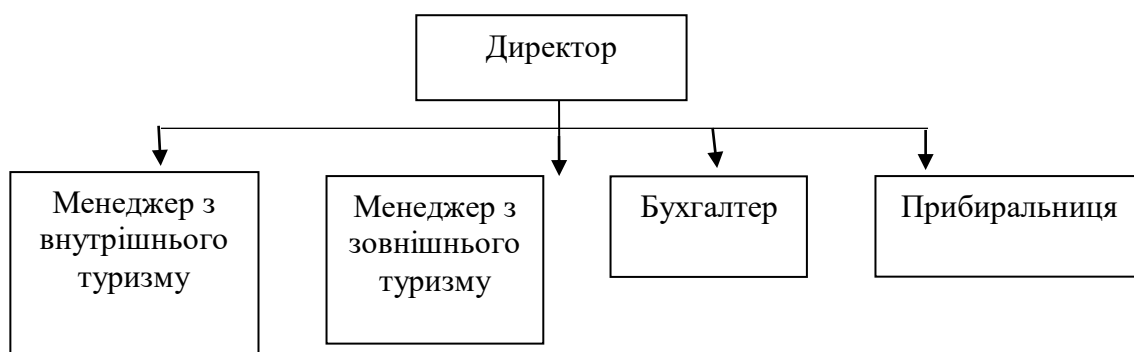 Директор
Менеджер з
внутрішнього
туризму
Менеджер з
зовнішнього
туризму
Бухгалтер
Прибиральниця